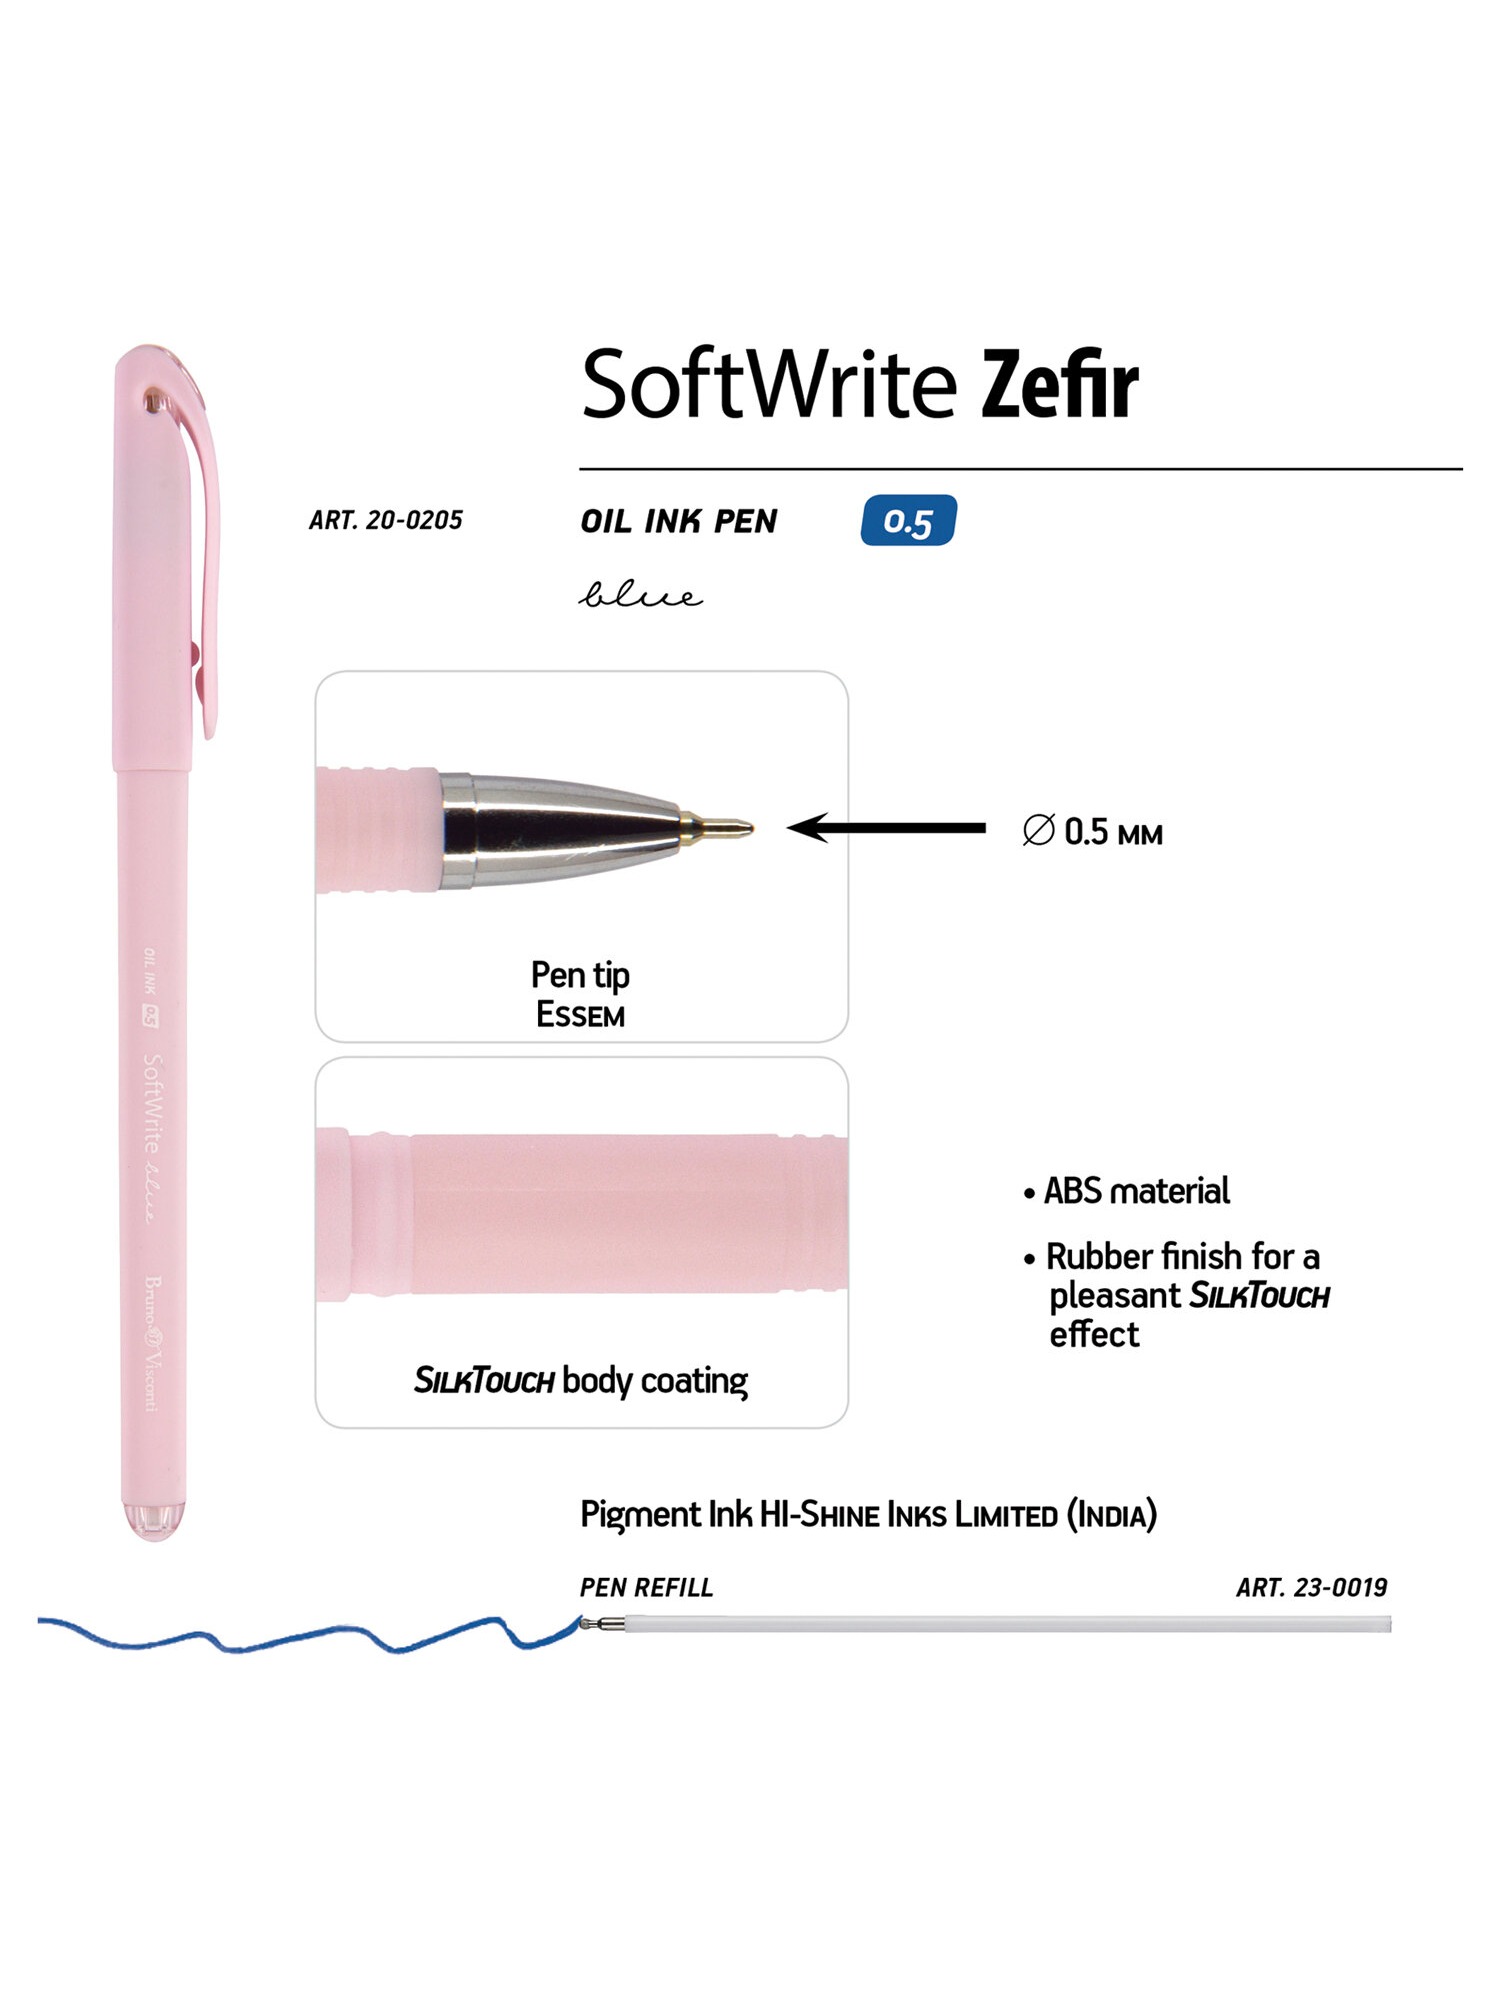 SoftWrite Zefir
ART. 20-0205
OIL INK PEN
0.5
blue
Ø 0.5 мм
Pen tip
ESSEM
OIL INK 0.5 SoftWrite blue Bruno Visconti
• ABS material
• Rubber finish for a
pleasant SILKTOUCH
effect
SILKTOUCH body coating
Pigment Ink HI-SHINE INKS LIMITED (INDIA)
PEN REFILL
ART. 23-0019